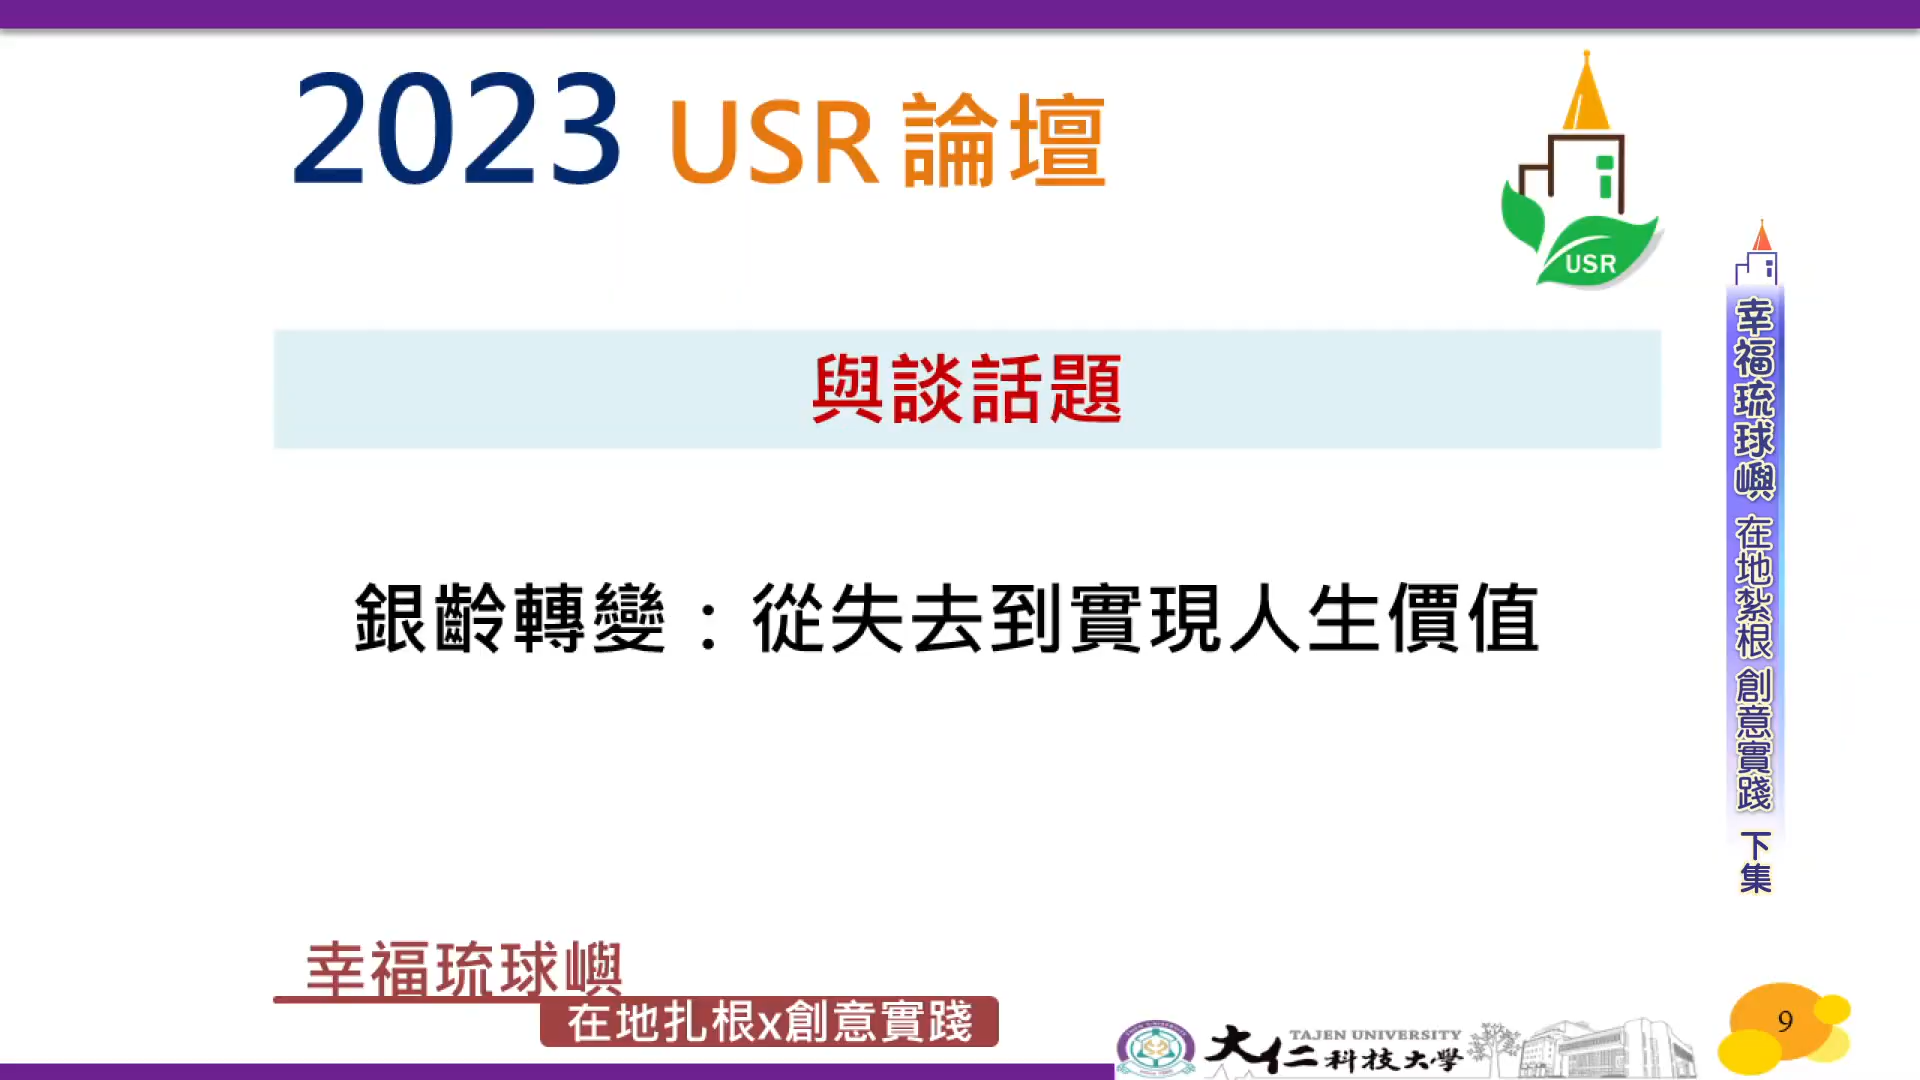 2023 USR 論壇
USR
與談話題
銀齡轉變：從失去到實現人生價值
幸福琉球嶼 在地紮根 創意實踐 下集
幸福琉球嶼
在地扎根x創意實踐
TAJEN UNIVERSITY
大仁科技大學
9